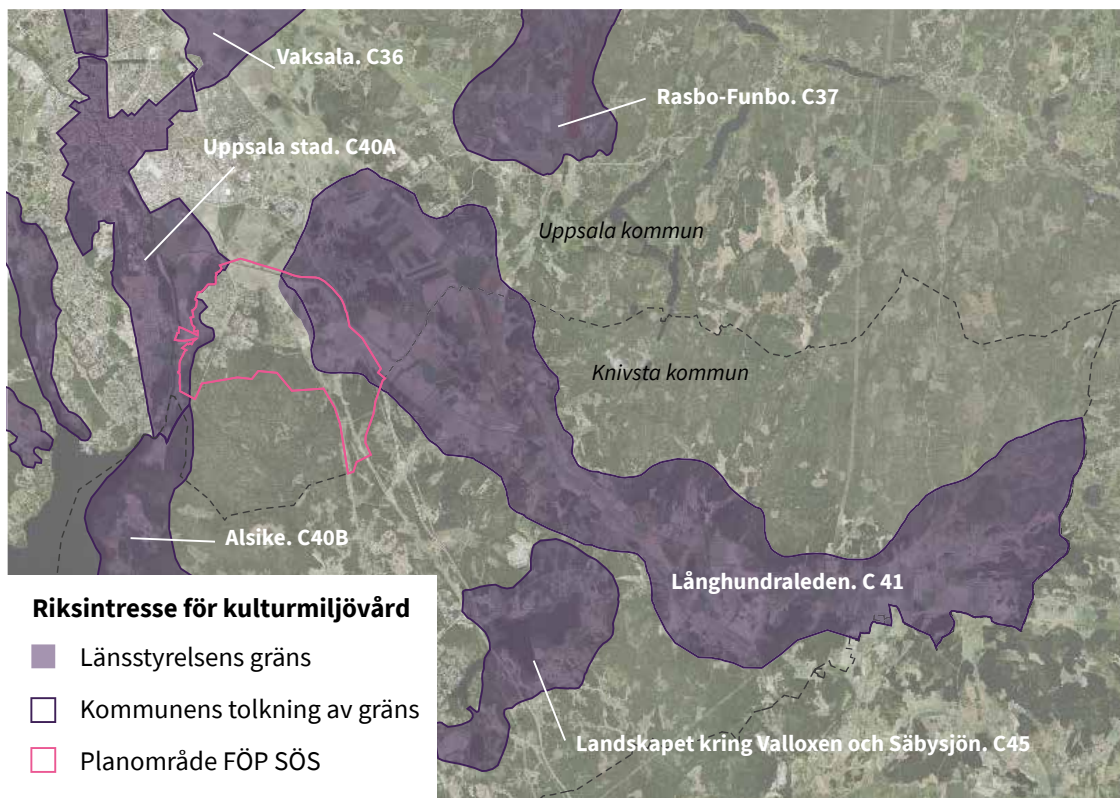 Vaksala. C36
Rasbo-Funbo. C37
Uppsala stad. C40A
Uppsala kommun
Knivsta kommun
Alsike. C40B
Långhundraleden. C 41
Landskapet kring Valloxen och Säbysjön. C45
Riksintresse för kulturmiljövård
Länsstyrelsens gräns
Kommunens tolkning av gräns
Planområde FÖP SÖS